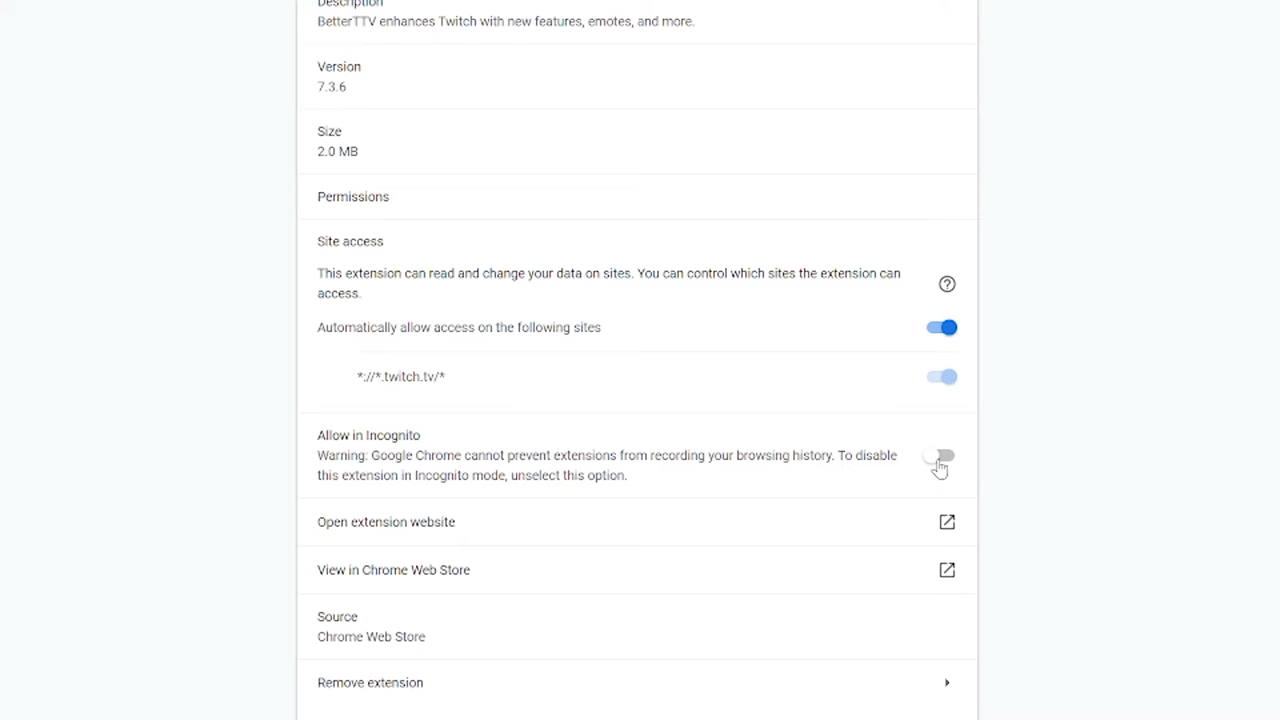 Description
BetterTTV enhances Twitch with new features, emotes, and more.
Version
7.3.6
Size
2.0 MB
Permissions
Site access
This extension can read and change your data on sites. You can control which sites the extension can
access.
Automatically allow access on the following sites
*://*.twitch.tv/*
Allow in Incognito
Warning: Google Chrome cannot prevent extensions from recording your browsing history. To disable
this extension in Incognito mode, unselect this option.
Open extension website
View in Chrome Web Store
Source
Chrome Web Store
Remove extension